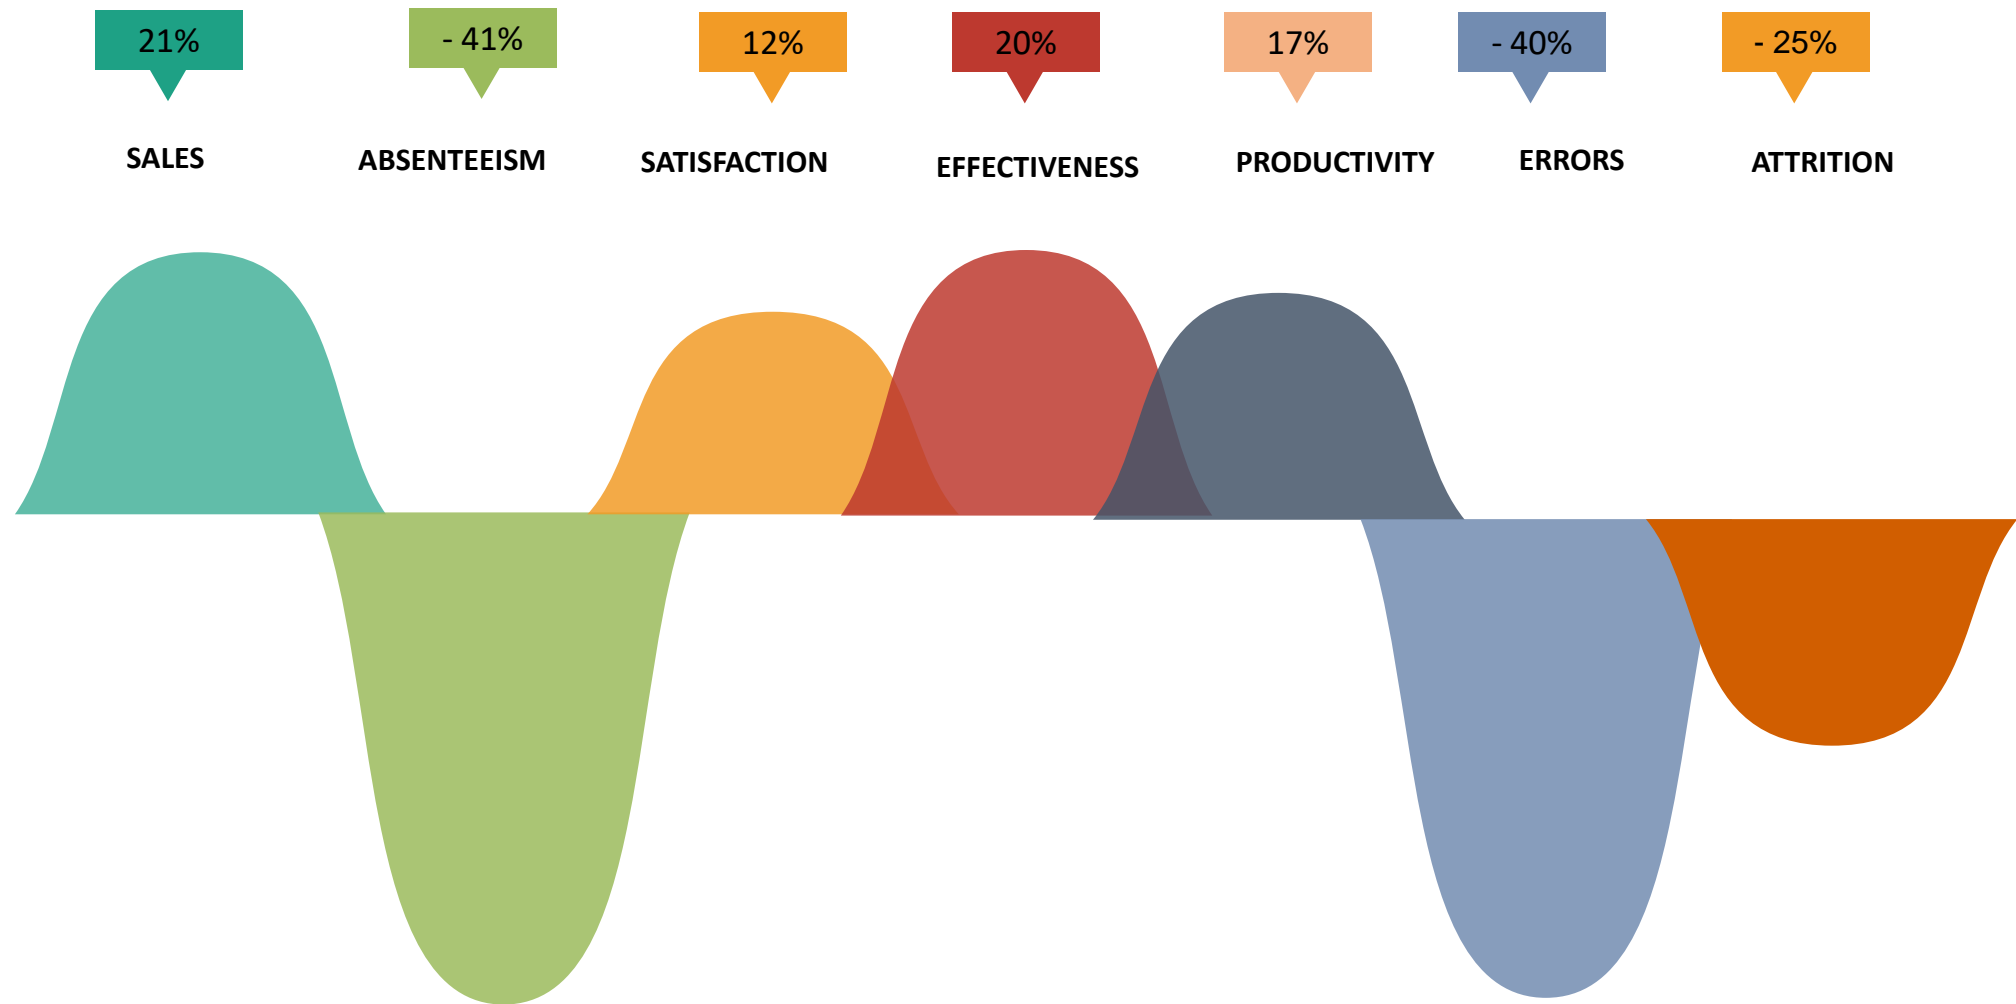 21%
- 41%
12%
20%
17%
- 40%
- 25%
SALES
ABSENTEEISM
SATISFACTION
EFFECTIVENESS
PRODUCTIVITY
ERRORS
ATTRITION